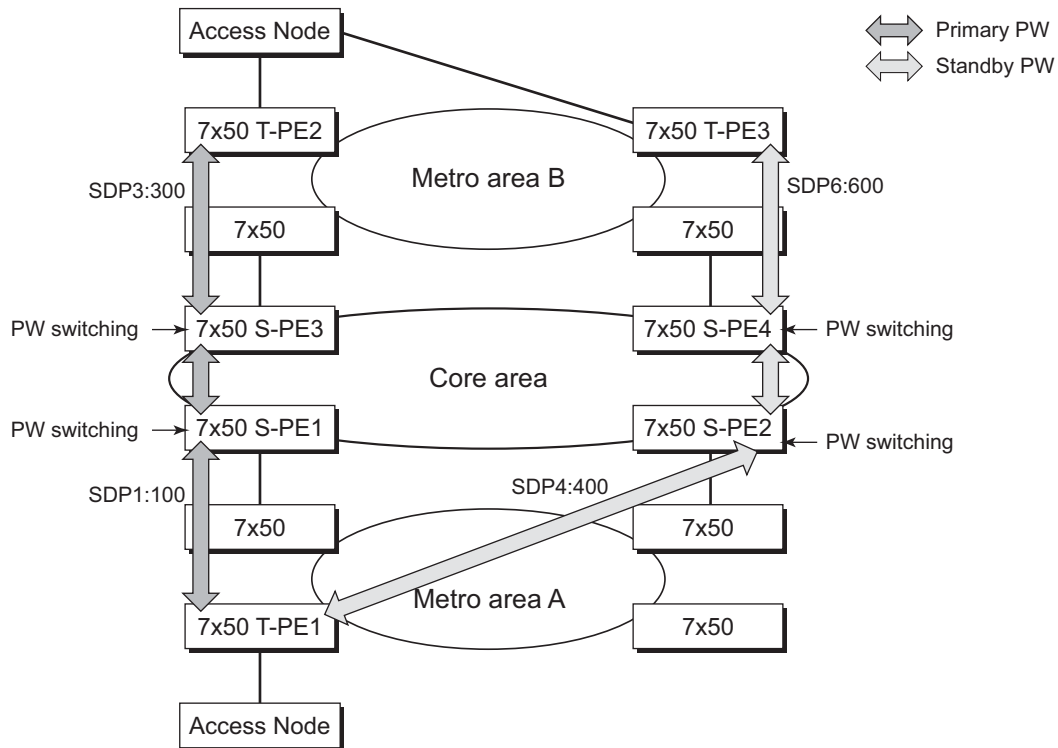 Access Node
Primary PW
Standby PW
7x50 T-PE2
7x50 T-PE3
Metro area B
SDP3:300
SDP6:600
7x50
7x50
PW switching
7x50 S-PE3
7x50 S-PE4
PW switching
Core area
PW switching
7x50 S-PE1
7x50 S-PE2
PW switching
SDP4:400
SDP1:100
7x50
7x50
Metro area A
7x50 T-PE1
7x50
Access Node